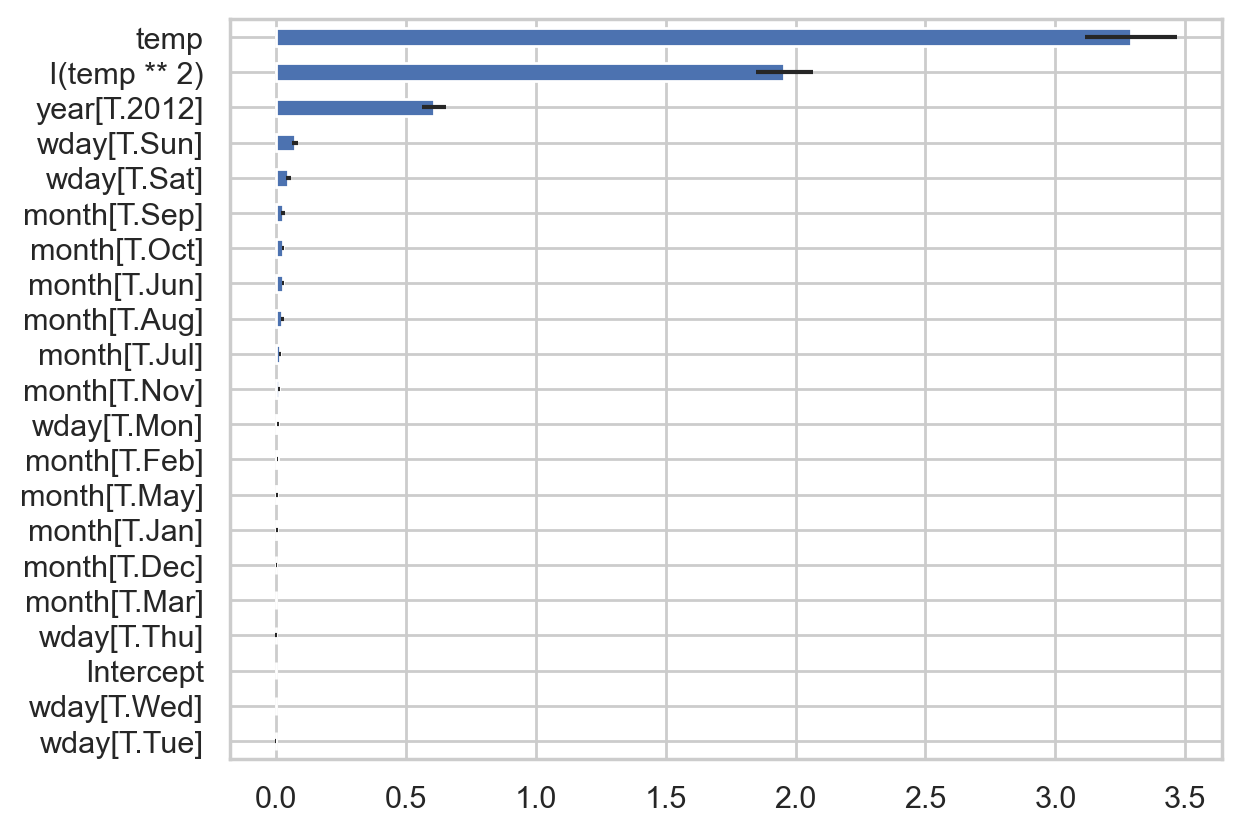 temp
I(temp ** 2)
year[T.2012]
wday[T.Sun]
wday[T.Sat]
month[T.Sep]
month[T.Oct]
month[T.Jun]
month[T.Aug]
month[T.Jul]
month[T.Nov]
wday[T.Mon]
month[T.Feb]
month[T.May]
month[T.Jan]
month[T.Dec]
month[T.Mar]
wday[T.Thu]
Intercept
wday[T.Wed]
wday[T.Tue]
0.0 0.5 1.0 1.5 2.0 2.5 3.0 3.5